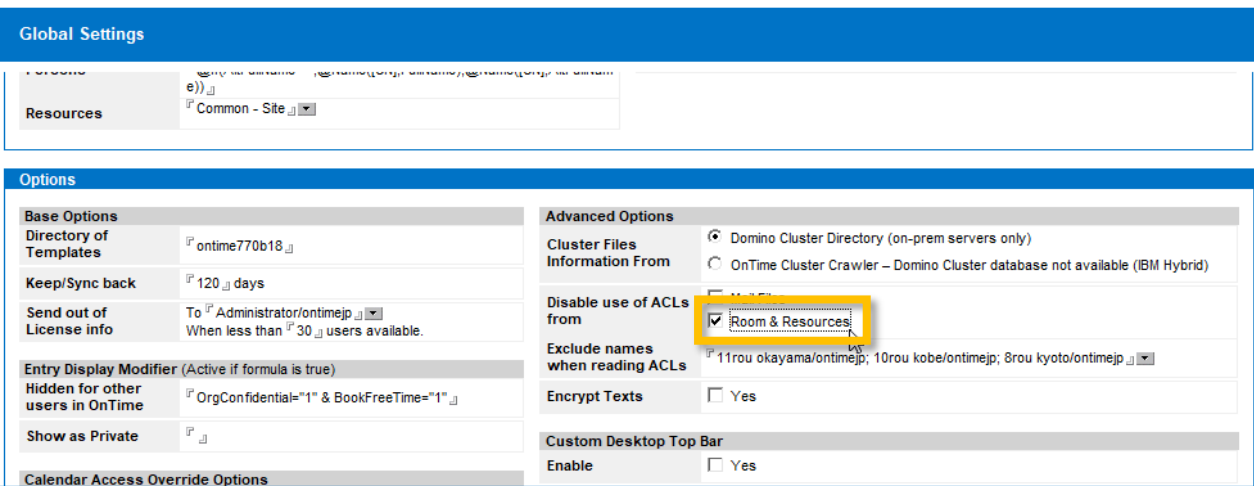 Global Settings
e))
Resources
Common - Site
Options
Base Options
Directory of
Templates
ontime770b18
Keep/Sync back
120 days
Send out of
License info
To Administrator/ontimejp
When less than 30 users available.
Entry Display Modifier (Active if formula is true)
Hidden for other
users in OnTime
OrgConfidential="1" & BookFreeTime="1"
Show as Private
Calendar Access Override Options
Advanced Options
Cluster Files
Information From
Domino Cluster Directory (on-prem servers only)
OnTime Cluster Crawler – Domino Cluster database not available (IBM Hybrid)
Disable use of ACLs
from
Mail Files
Room & Resources
Exclude names
when reading ACLs
11rou okayama/ontimejp; 10rou kobe/ontimejp; 8rou kyoto/ontimejp
Encrypt Texts
Yes
Custom Desktop Top Bar
Enable
Yes